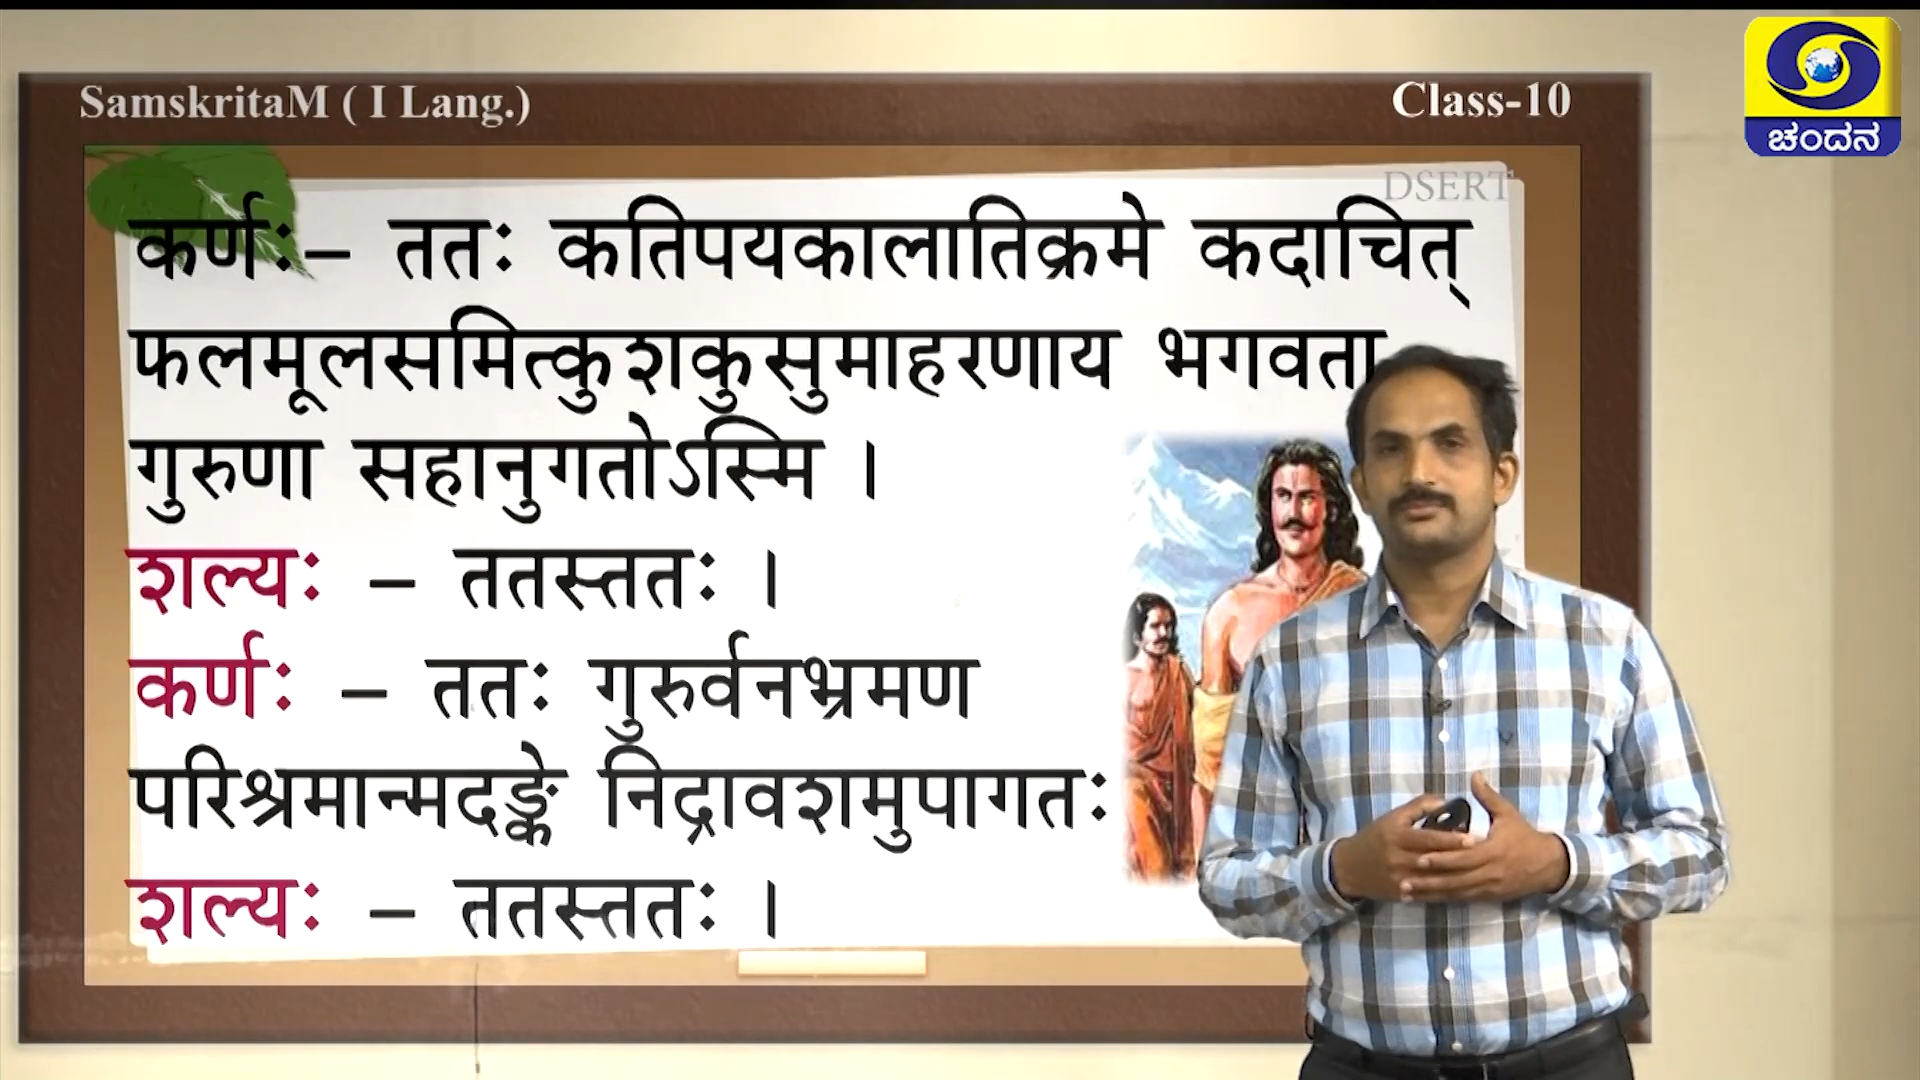 SamskritaM ( I Lang.)
Class-10
ಚಂದನ
DSERT
कर्णः– ततः कतिपयकालातिक्रमे कदाचित्
फलमूलसमित्कुशकुसुमाहरणाय भगवता
गुरुणा सहानुगतोऽस्मि ।
शल्यः – ततस्ततः ।
कर्णः – ततः गुरुर्वनभ्रमण
परिश्रमान्मदङ्के निद्रावशमुपागतः
शल्यः – ततस्ततः ।